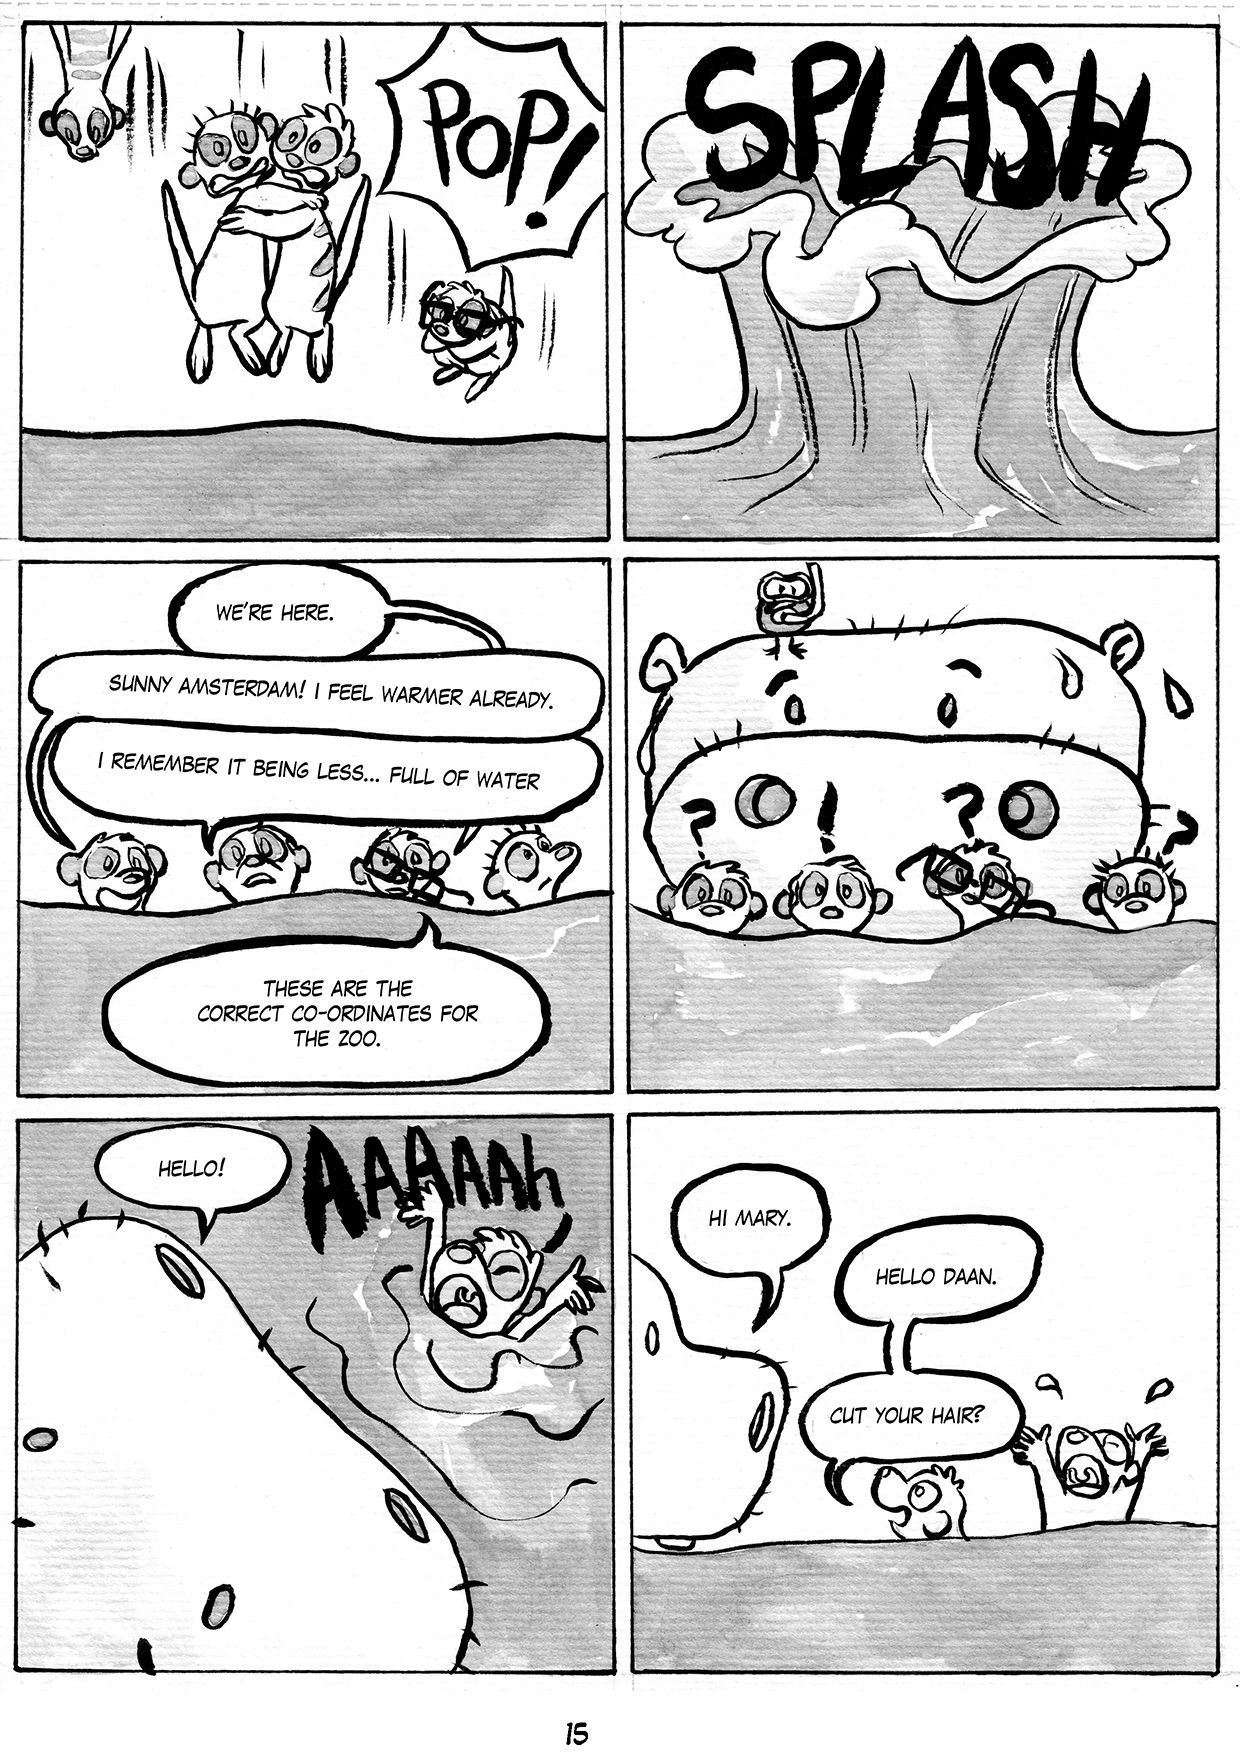 POP!
SPLASH
WE'RE HERE.
SUNNY AMSTERDAM! I FEEL WARMER ALREADY.
I REMEMBER IT BEING LESS... FULL OF WATER
THESE ARE THE
CORRECT CO-ORDINATES FOR
THE ZOO.
? ! ? ?
HELLO!
AAAAAh
HI MARY.
HELLO DAAN.
CUT YOUR HAIR?
15